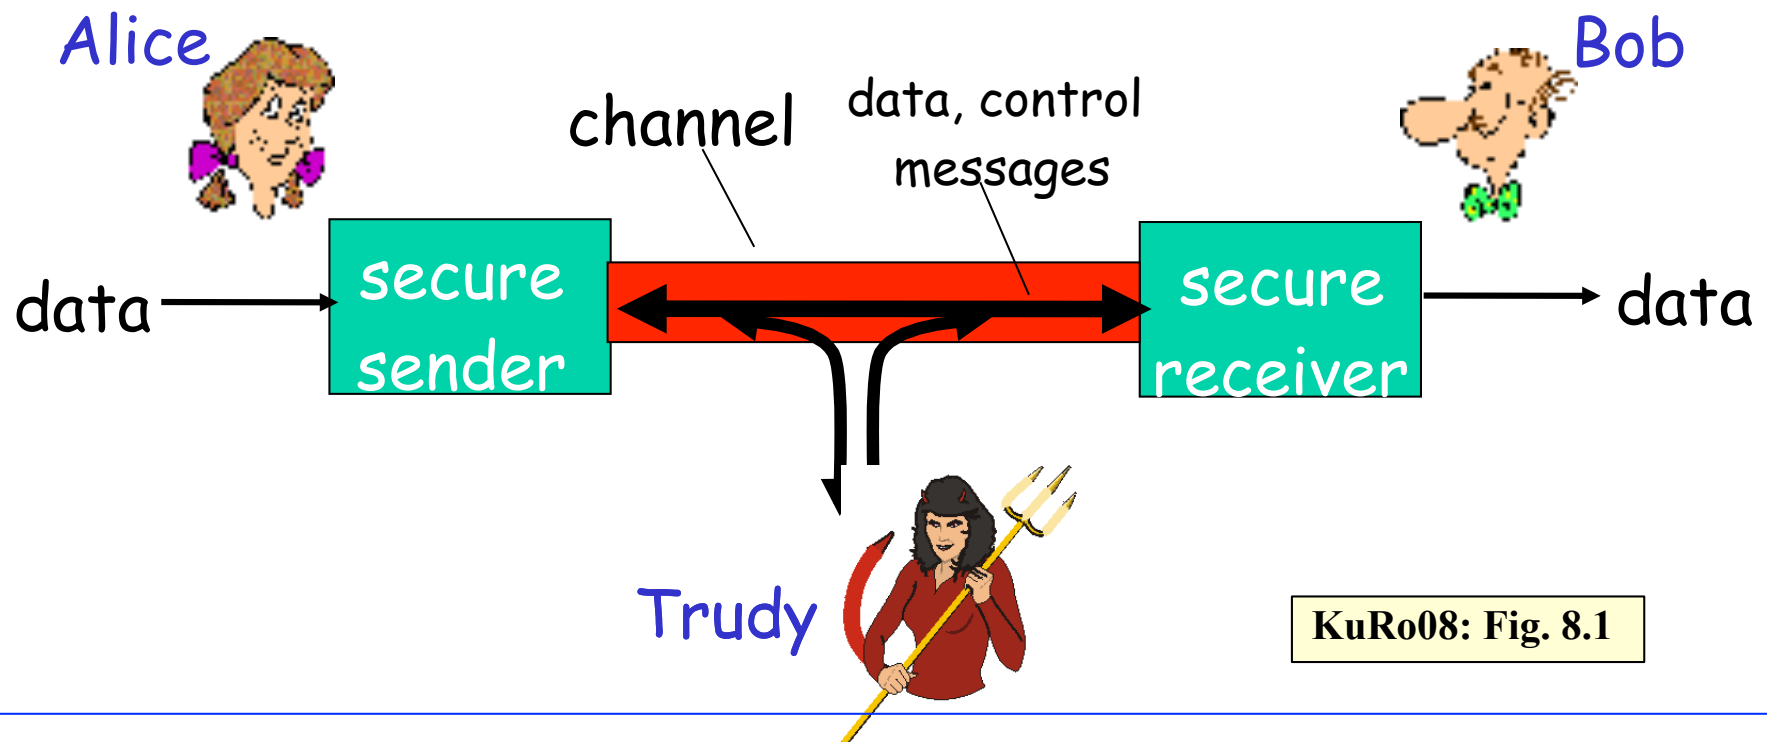 Alice
Bob
channel
data, control
messages
data
secure
sender
secure
receiver
data
Trudy
KuRo08: Fig. 8.1